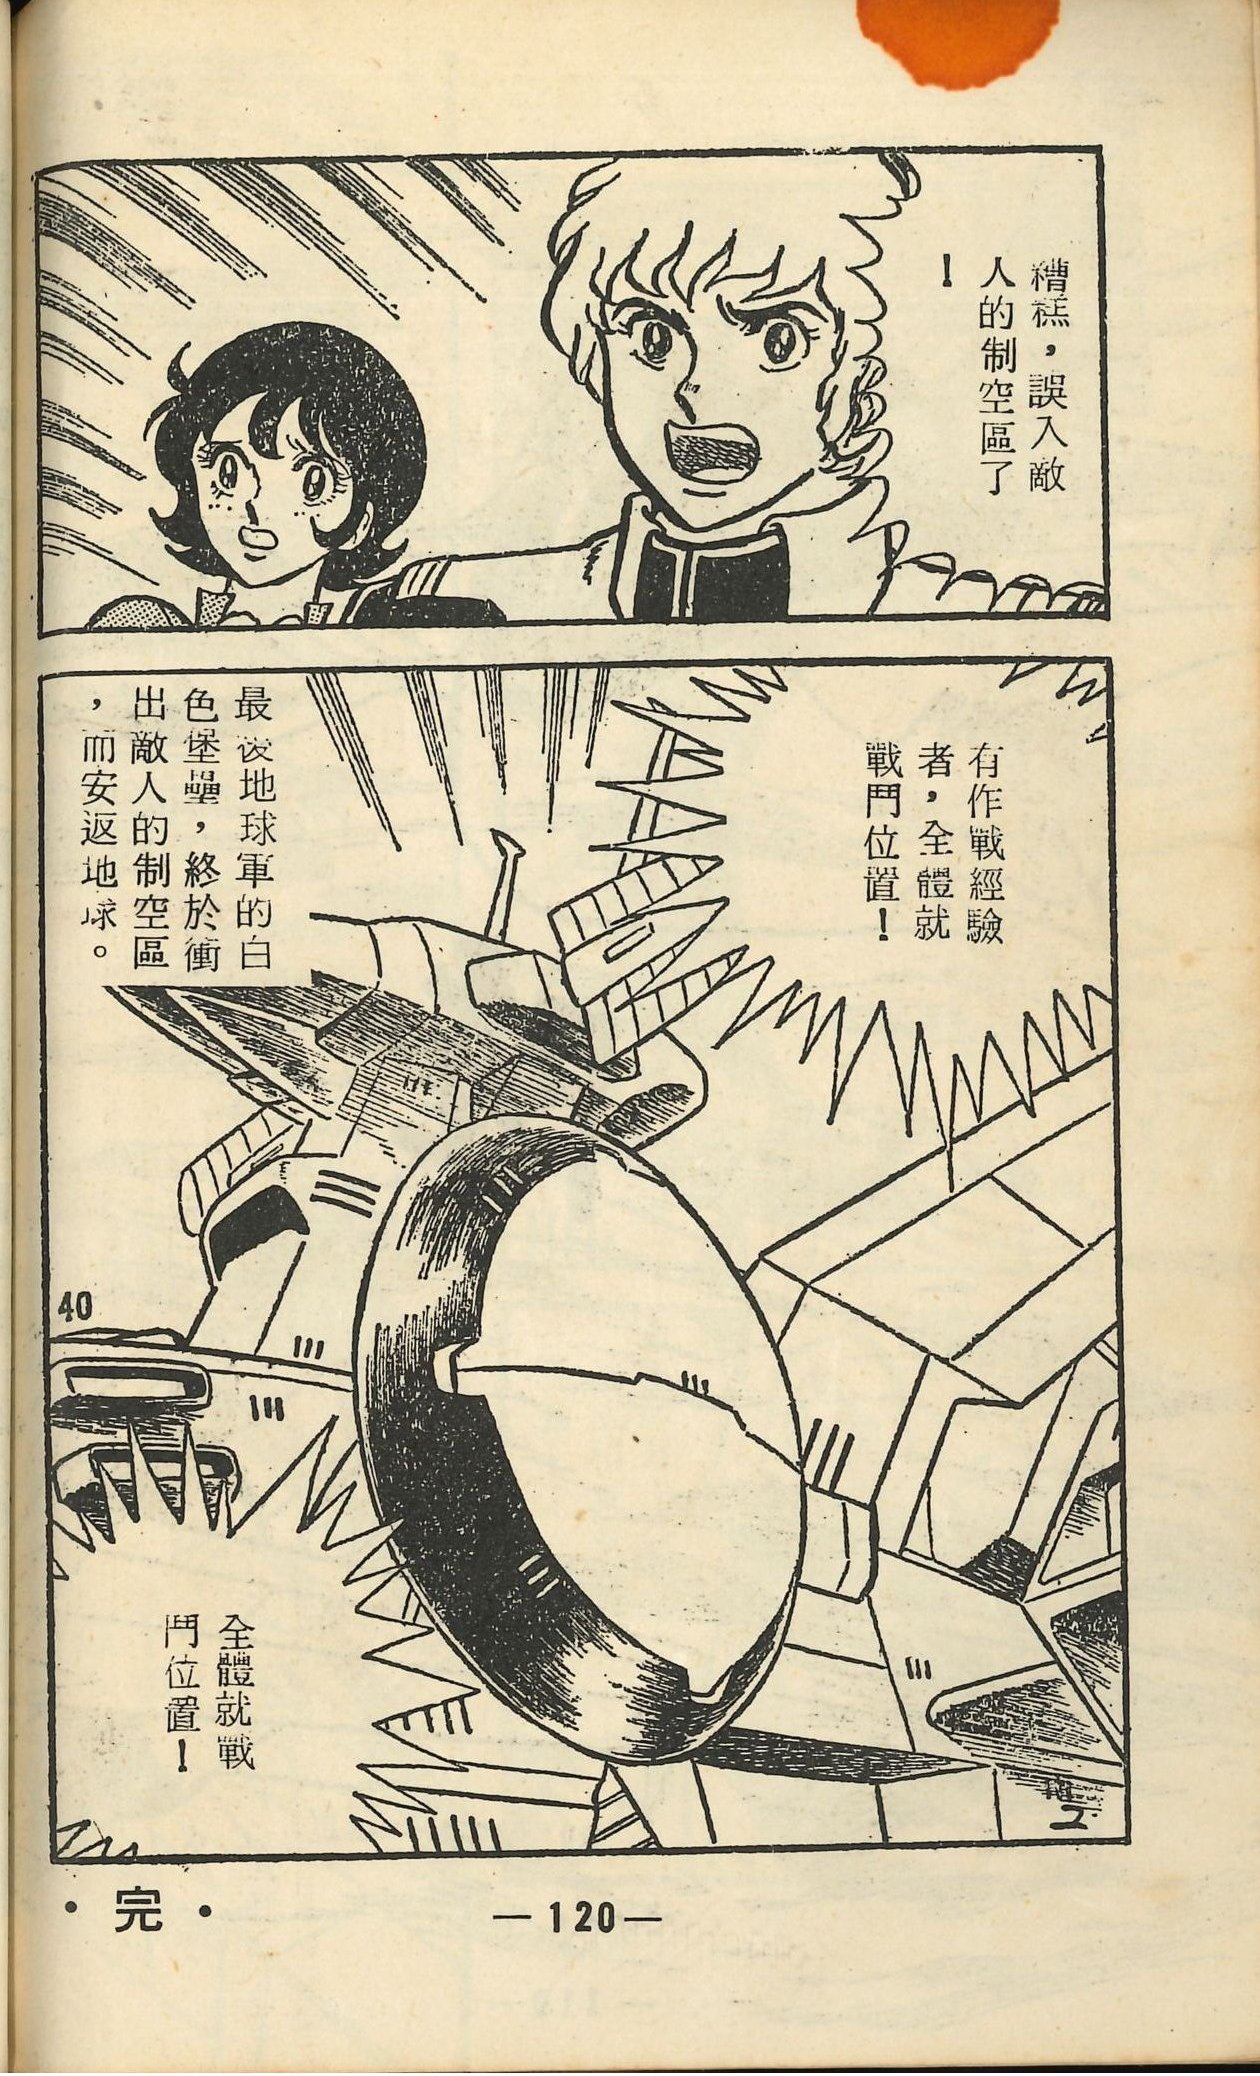 糟糕，誤入敵
人的制空區了
！
有作戰經驗
者，全體就
戰鬥位置！
最後地球軍的白
色堡壘，終於衝
出敵人的制空區
，而安返地球。
40
全體就戰
鬥位置！
2
—120—
・完・